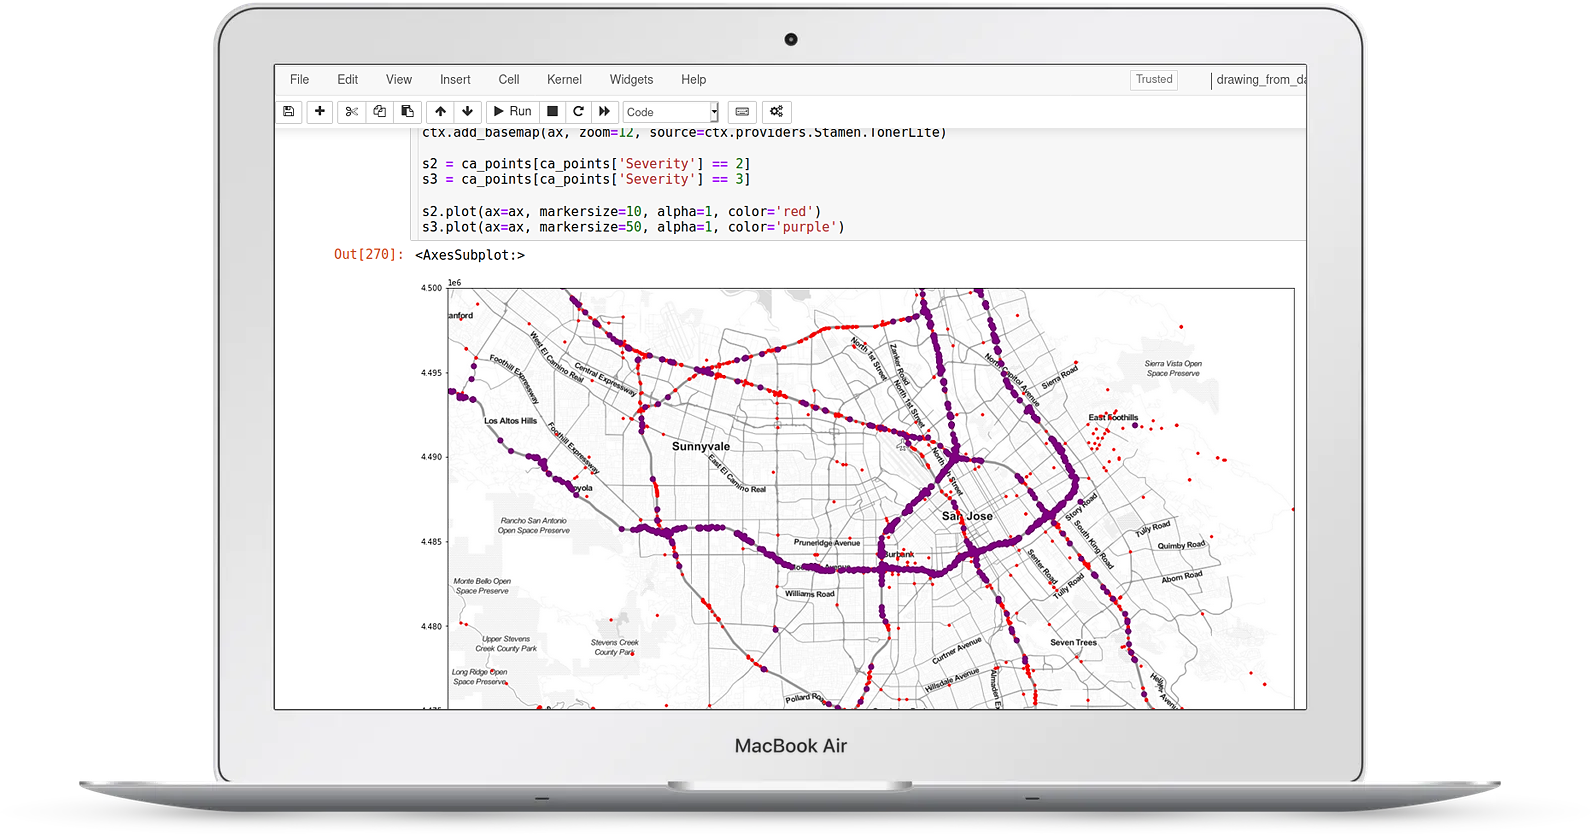 File Edit View Insert Cell Kernel Widgets Help
Trusted
drawing_from_da
Run
Code
ctx.add_basemap(ax, zoom=12, source=ctx.providers.Stamen.TonerLite)
s2 = ca_points[ca_points['Severity'] == 2]
s3 = ca_points[ca_points['Severity'] == 3]
s2.plot(ax=ax, markersize=10, alpha=1, color='red')
s3.plot(ax=ax, markersize=50, alpha=1, color='purple')
Out[270]: <AxesSubplot:>
1e6
4.500
anford
West El Camino Real
North 1st Street
Zanker Road
North Capitol Avenue
Sierra Vista Open
Space Preserve
Foothill Expressway
Central Expressway
4.495
Sierra Road
North 1st Street
Los Altos Hills
East Foothills
Foothill Expressway
Sunnyvale
4.490
East El Camino Real
North Street
oyola
Story Road
San Jose
Rancho San Antonio
Open Space Preserve
South King Road
Tully Road
4.485
Pruneridge Avenue
Quimby Road
Burbank
Avenue
Senter Road
Tully Road
Aborn Road
Monte Bello Open
Space Preserve
Williams Road
4.480
Upper Stevens
Creek County Park
Stevens Creek
County Park
Curtner Avenue
Seven Trees
Long Ridge Open
Space Preserve
Hillsdale Avenue
Almaden Ex
Pollard Road
MacBook Air